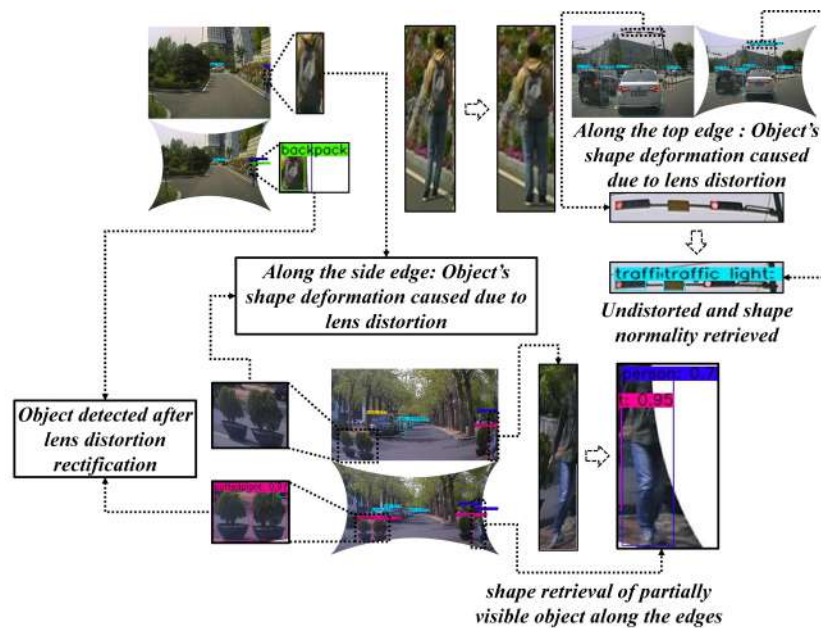 backpack
Along the top edge : Object's
shape deformation caused
due to lens distortion
traffic traffic light:
Undistorted and shape
normality retrieved
Along the side edge: Object's
shape deformation caused due to
lens distortion
Object detected after
lens distortion
rectification
person: 0.7
t: 0.95
shape retrieval of partially
visible object along the edges